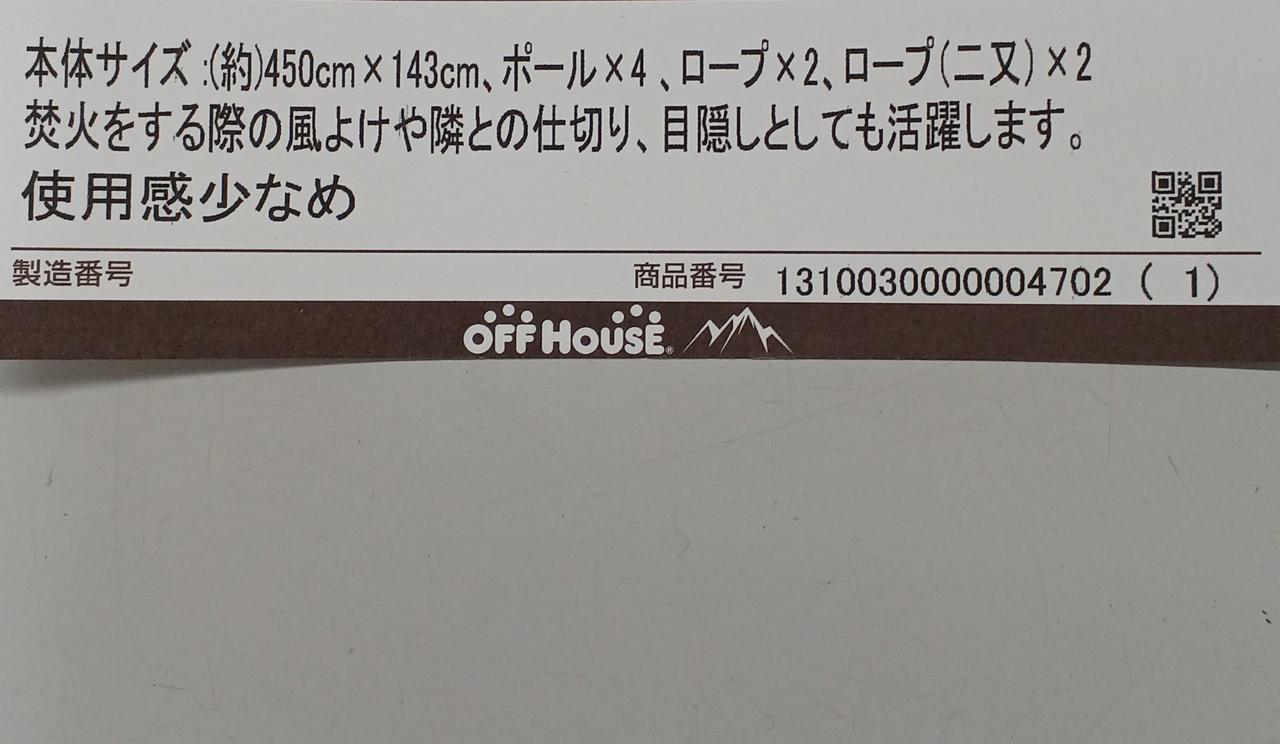 本体サイズ:(約)450cm×143cm、ポール×4、ロープ×2、ロープ(二又)×2
焚火をする際の風よけや隣との仕切り、目隠しとしても活躍します。
使用感少なめ
製造番号 商品番号 1310030000004702 ( 1)
OFF HOUSE®